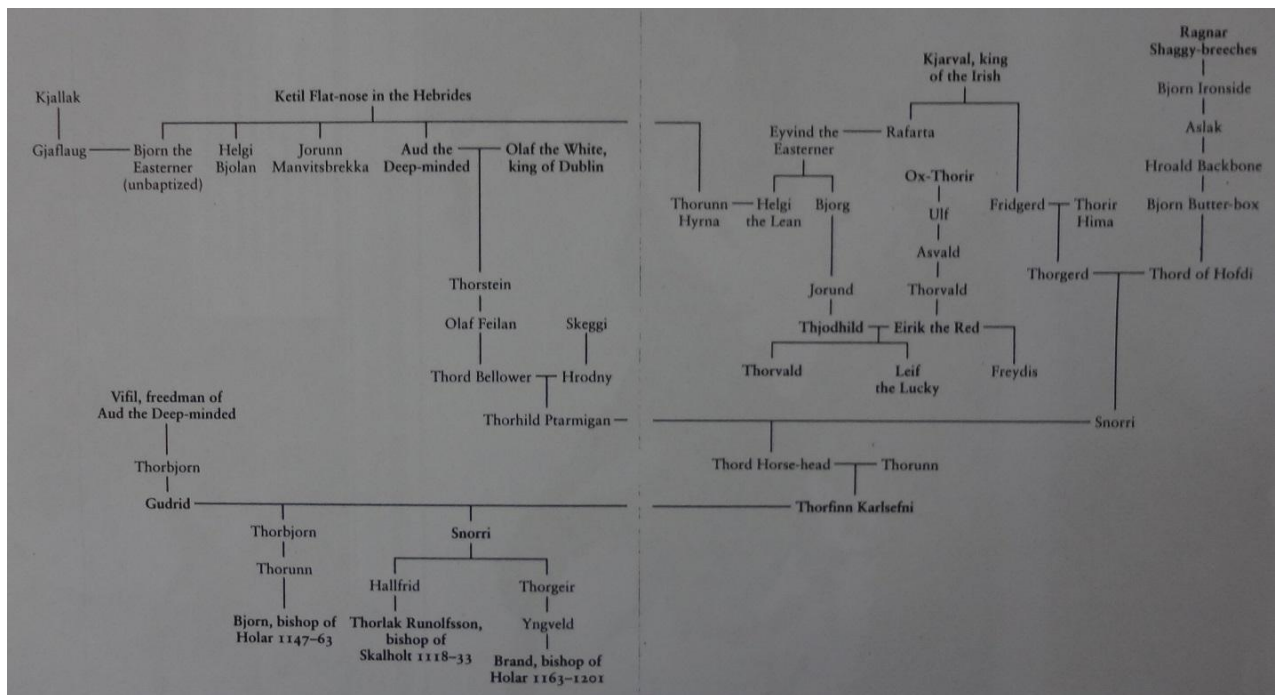 Ragnar
Shaggy-breeches
Kjarval, king
of the Irish
Bjorn Ironside
Kjallak
Ketil Flat-nose in the Hebrides
Aslak
Eyvind the
Easterner
Rafarta
Gjaflaug
Bjorn the
Easterner
(unbaptized)
Helgi
Bjolan
Jorunn
Manvitsbrekka
Aud the
Deep-minded
Olaf the White,
king of Dublin
Hroald Backbone
Ox-Thorir
Thorunn
Hyrna
Helgi
the Lean
Bjorg
Ulf
Fridgerd
Thorir
Hima
Bjorn Butter-box
Asvald
Thorgerd
Thord of Hofdi
Thorstein
Jorund
Thorvald
Olaf Feilan
Skeggi
Thjodhild
Eirik the Red
Thorvald
Leif
the Lucky
Freydis
Thord Bellower
Hrodny
Vifil, freedman of
Aud the Deep-minded
Thorhild Ptarmigan
Snorri
Thorbjorn
Thord Horse-head
Thorunn
Gudrid
Thorfinn Karlsefni
Thorbjorn
Snorri
Thorunn
Hallfrid
Thorgeir
Bjorn, bishop of
Holar 1147–63
Thorlak Runolfsson,
bishop of
Skalholt 1118–33
Yngveld
Brand, bishop of
Holar 1163–1201